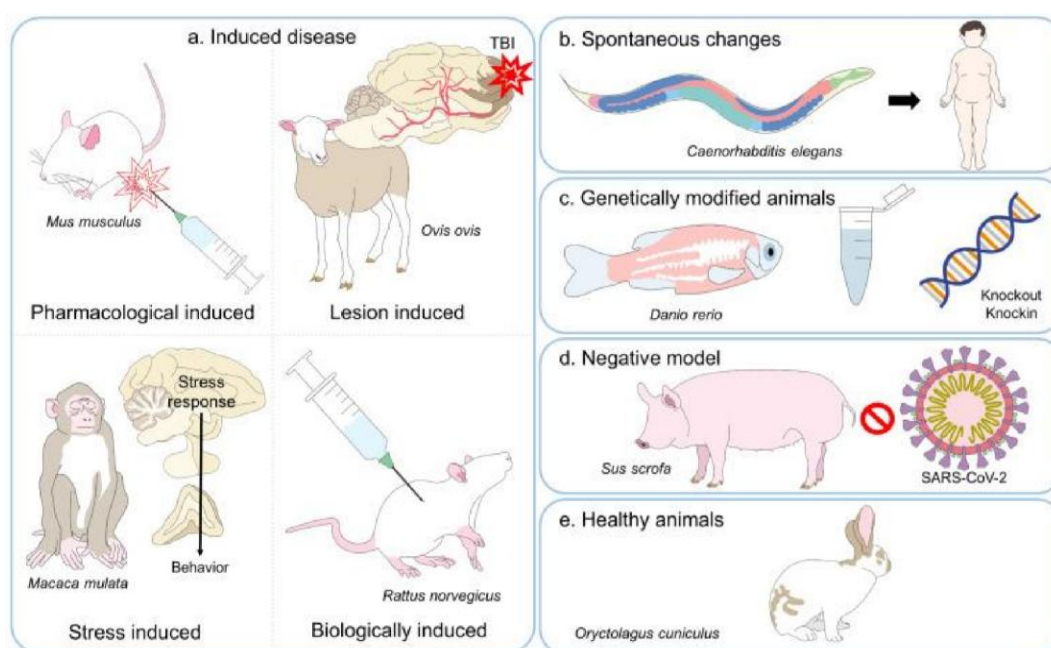 a. Induced disease
TBI
Mus musculus
Ovis ovis
Pharmacological induced
Lesion induced
Stress
response
Behavior
Macaca mulata
Rattus norvegicus
Stress induced
Biologically induced
b. Spontaneous changes
Caenorhabditis elegans
c. Genetically modified animals
Danio rerio
Knockout
Knockin
d. Negative model
Sus scrofa
SARS-CoV-2
e. Healthy animals
Oryctolagus cuniculus